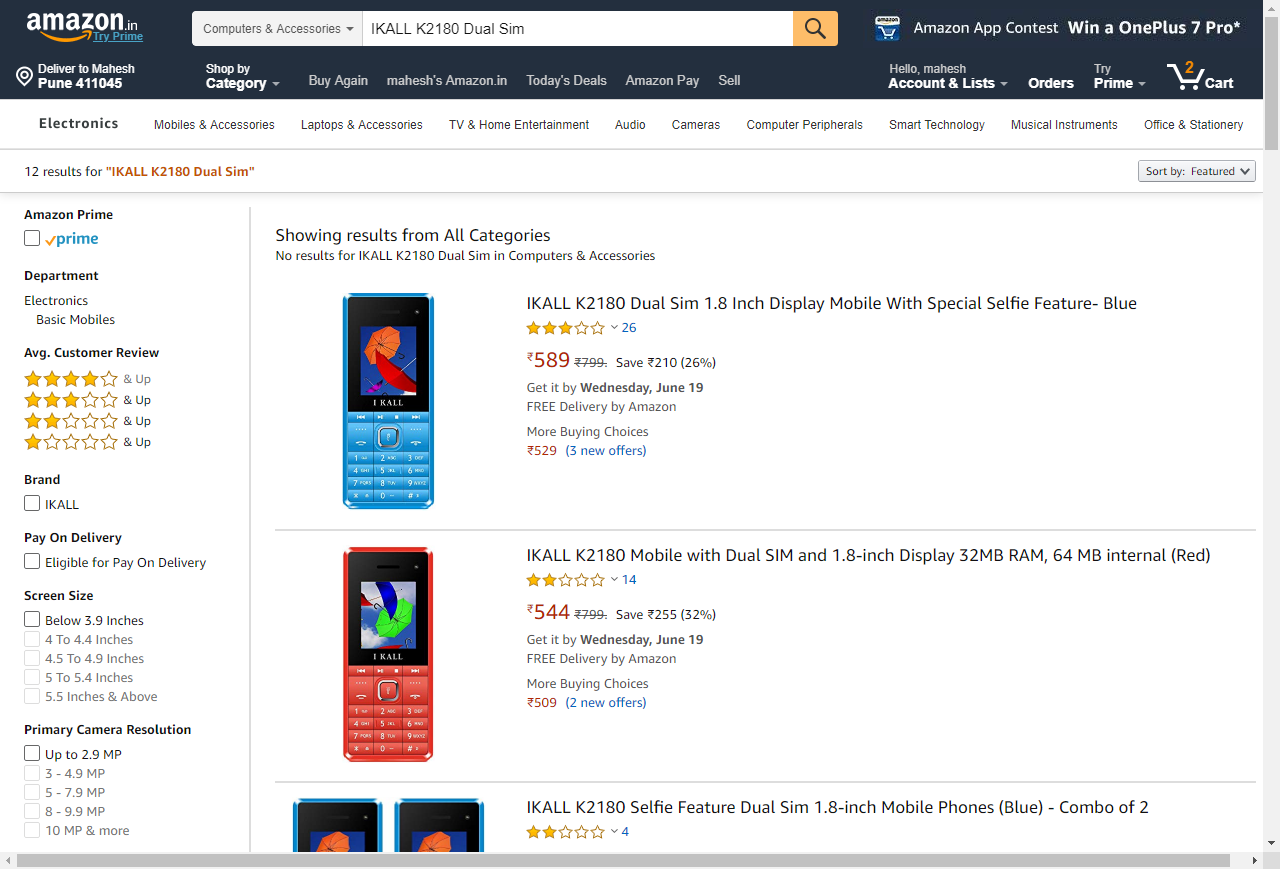 amazon.in
Try Prime
Computers & Accessories
IKALL K2180 Dual Sim
amazon
Amazon App Contest Win a OnePlus 7 Pro*
Deliver to Mahesh
Pune 411045
Shop by
Category
Buy Again
mahesh's Amazon.in
Today's Deals
Amazon Pay
Sell
Hello, mahesh
Account & Lists
Orders
Try
Prime
2
Cart
Electronics
Mobiles & Accessories
Laptops & Accessories
TV & Home Entertainment
Audio
Cameras
Computer Peripherals
Smart Technology
Musical Instruments
Office & Stationery
12 results for "IKALL K2180 Dual Sim"
Sort by: Featured
Amazon Prime
prime
Department
Electronics
Basic Mobiles
Avg. Customer Review
& Up
& Up
& Up
& Up
Brand
IKALL
Pay On Delivery
Eligible for Pay On Delivery
Screen Size
Below 3.9 Inches
4 To 4.4 Inches
4.5 To 4.9 Inches
5 To 5.4 Inches
5.5 Inches & Above
Primary Camera Resolution
Up to 2.9 MP
3 - 4.9 MP
5 - 7.9 MP
8 - 9.9 MP
10 MP & more
Showing results from All Categories
No results for IKALL K2180 Dual Sim in Computers & Accessories
I KALL
IKALL K2180 Dual Sim 1.8 Inch Display Mobile With Special Selfie Feature- Blue
26
₹589 ₹799. Save ₹210 (26%)
Get it by Wednesday, June 19
FREE Delivery by Amazon
More Buying Choices
₹529 (3 new offers)
I KALL
IKALL K2180 Mobile with Dual SIM and 1.8-inch Display 32MB RAM, 64 MB internal (Red)
14
₹544 ₹799. Save ₹255 (32%)
Get it by Wednesday, June 19
FREE Delivery by Amazon
More Buying Choices
₹509 (2 new offers)
IKALL K2180 Selfie Feature Dual Sim 1.8-inch Mobile Phones (Blue) - Combo of 2
4